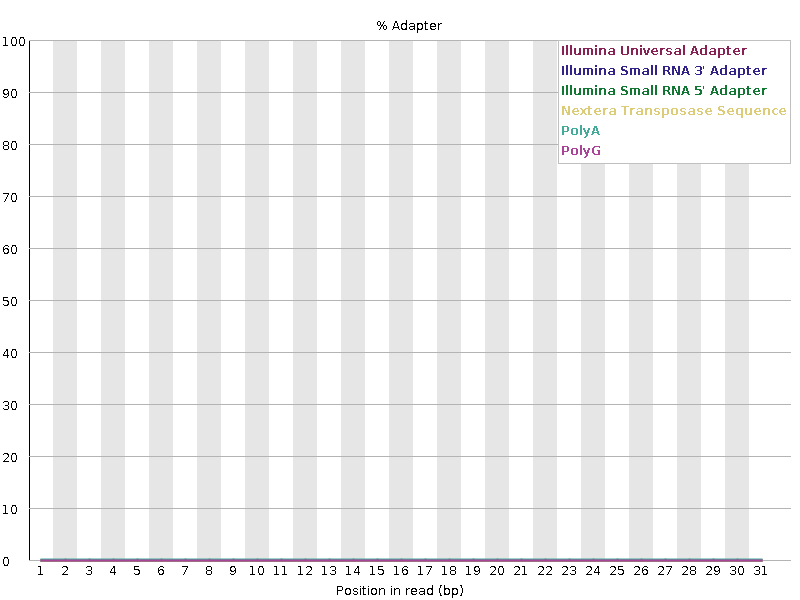 % Adapter
100
90
80
70
60
50
40
30
20
10
0
Illumina Universal Adapter
Illumina Small RNA 3' Adapter
Illumina Small RNA 5' Adapter
Nextera Transposase Sequence
PolyA
PolyG
1 2 3 4 5 6 7 8 9 10 11 12 13 14 15 16 17 18 19 20 21 22 23 24 25 26 27 28 29 30 31
Position in read (bp)